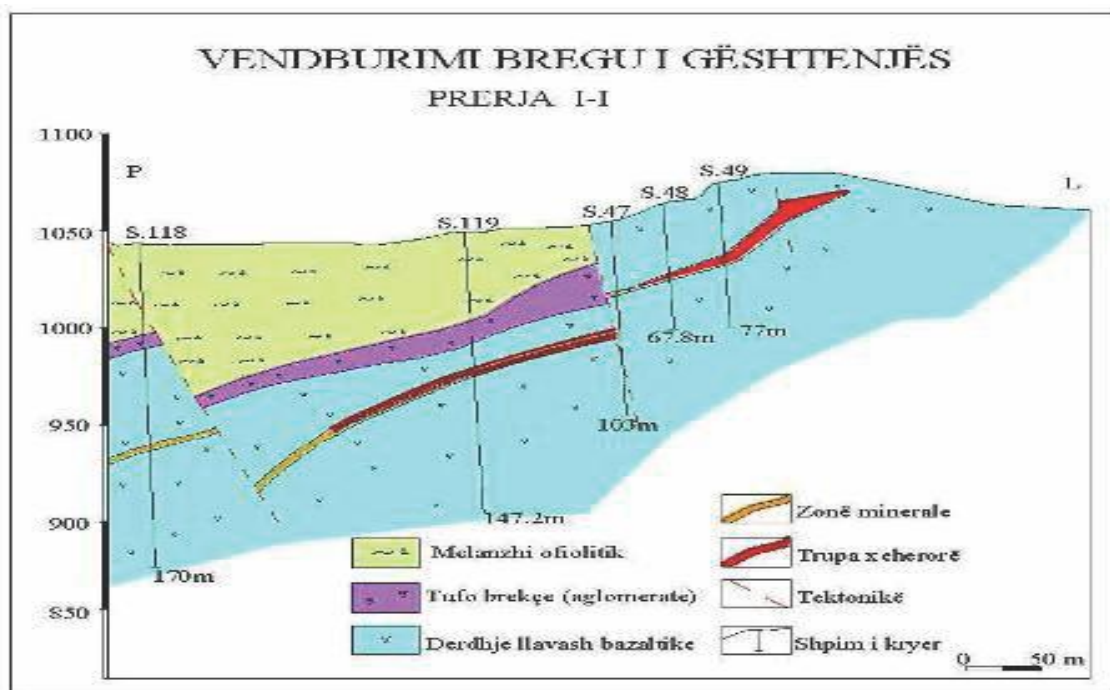 VENDBURIMI BREGU I GËSHTENJËS
PRERJA I-I
1100
P
L
S.49
S.48
S.47
S.119
S.118
1050
1000
67.8m
77m
950
103m
900
147.2m
170m
850
Melanzhi ofiolitik
Tufo brekçe (aglomerate)
Derdhje llavash bazaltike
Zonë minerale
Trupa xeherorë
Tektonikë
Shpim i kryer
0 50 m